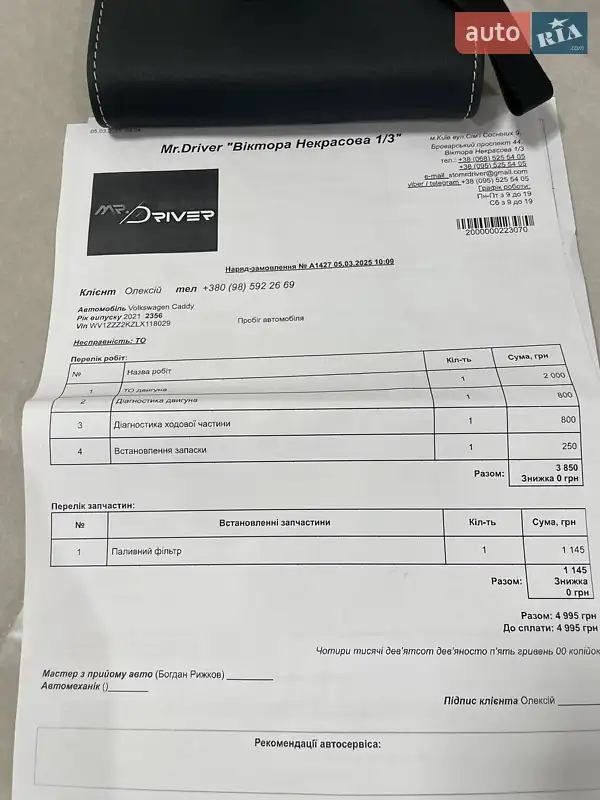 auto RIA .com
05.03.2025
Mr.Driver "Віктора Некрасова 1/3"
м.Київ вул.Сім'ї Сосніних 9,
Броварський проспект 44,
Віктора Некрасова 1/3
тел.: +38 (068) 525 54 05
+38 (095) 525 54 05
e-mail stomrdriver@gmail.com
viber / telegram +38 (095) 525 54 05
Графік роботи:
Пн-Пт з 9 до 19
Сб з 9 до 19
MR. DRIVER
2000000223070
Наряд-замовлення № А1427 05.03.2025 10:09
Клієнт Олексій тел +380 (98) 592 26 69
Автомобіль Volkswagen Caddy
Рік випуску 2021 2356
Vin WV1ZZZ2KZLX118029
Пробіг автомобіля
Несправність: ТО
Перелік робіт:
№ Назва робіт Кіл-ть Сума, грн
1 ТО двигуна 1 2 000
2 Діагностика двигуна 1 800
3 Діагностика ходової частини 1 800
4 Встановлення запаски 1 250
Разом: 3 850
Знижка 0 грн
Перелік запчастин:
№ Встановленні запчастини Кіл-ть Сума, грн
1 Паливний фільтр 1 1 145
1 145
Разом: Знижка
0 грн
Разом: 4 995 грн
До сплати: 4 995 грн
Чотири тисячі дев'ятсот дев'яносто п'ять гривень 00 копійок
Мастер з прийому авто (Богдан Рижков)
Автомеханік ()
Підпис клієнта Олексій
Рекомендації автосервіса: